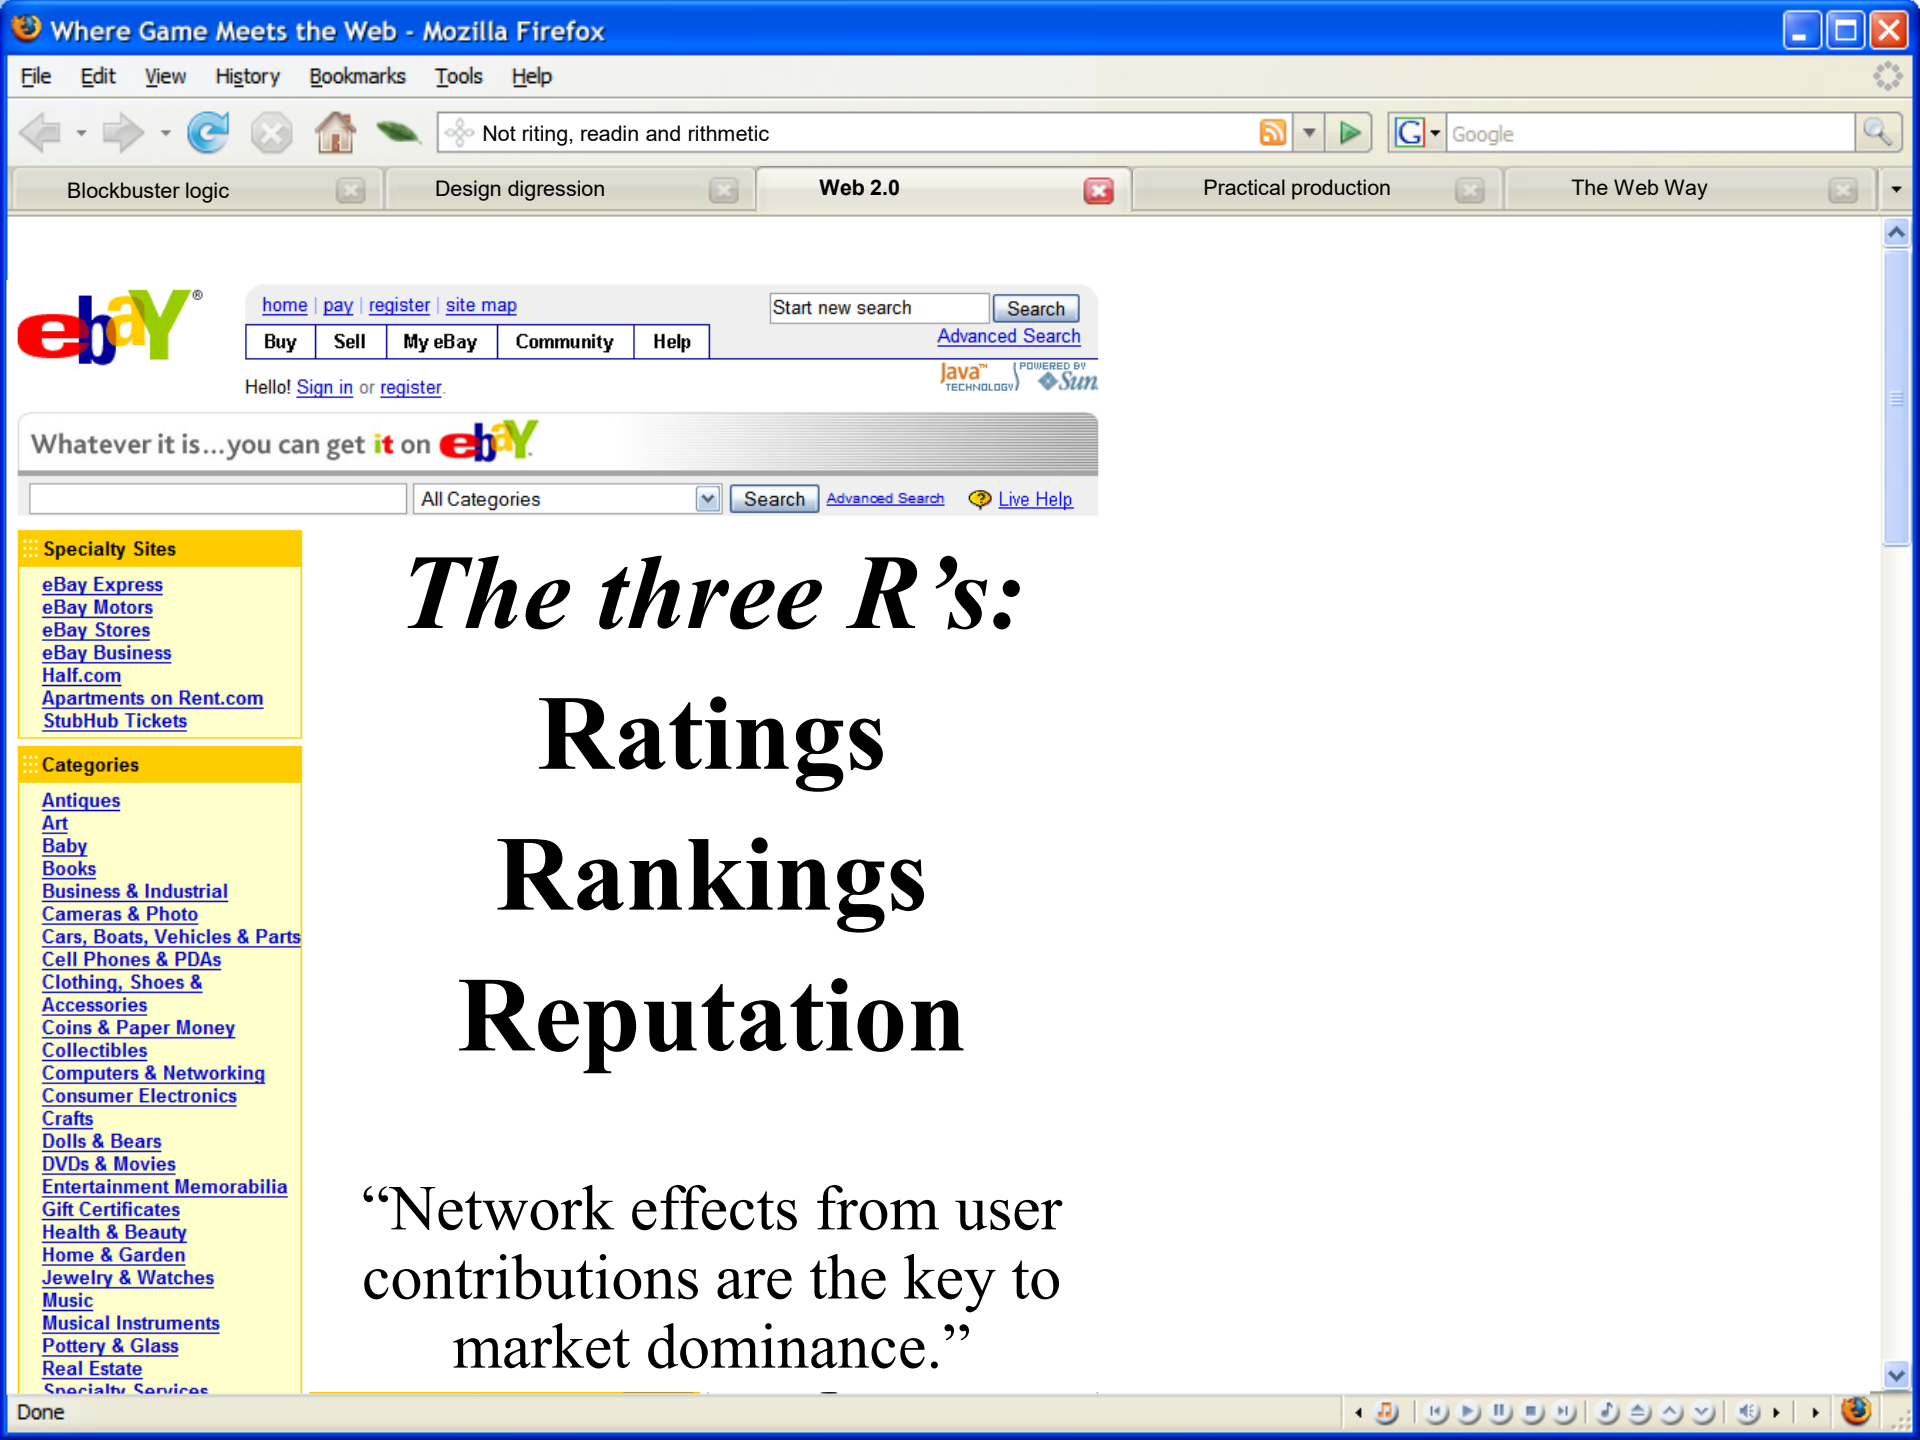 Where Game Meets the Web - Mozilla Firefox
File Edit View History Bookmarks Tools Help
Not riting, readin and rithmetic
Google
Blockbuster logic
Design digression
Web 2.0
Practical production
The Web Way
ebaY®
home | pay | register | site map
Start new search
Search
Advanced Search
Buy Sell My eBay Community Help
Hello! Sign in or register.
Java™ TECHNOLOGY
POWERED BY Sun
Whatever it is...you can get it on ebaY
All Categories
Search
Advanced Search
Live Help
Specialty Sites
eBay Express
eBay Motors
eBay Stores
eBay Business
Half.com
Apartments on Rent.com
StubHub Tickets
Categories
Antiques
Art
Baby
Books
Business & Industrial
Cameras & Photo
Cars, Boats, Vehicles & Parts
Cell Phones & PDAs
Clothing, Shoes &
Accessories
Coins & Paper Money
Collectibles
Computers & Networking
Consumer Electronics
Crafts
Dolls & Bears
DVDs & Movies
Entertainment Memorabilia
Gift Certificates
Health & Beauty
Home & Garden
Jewelry & Watches
Music
Musical Instruments
Pottery & Glass
Real Estate
Specialty Services
The three R’s:
Ratings
Rankings
Reputation
“Network effects from user
contributions are the key to
market dominance.”
Done